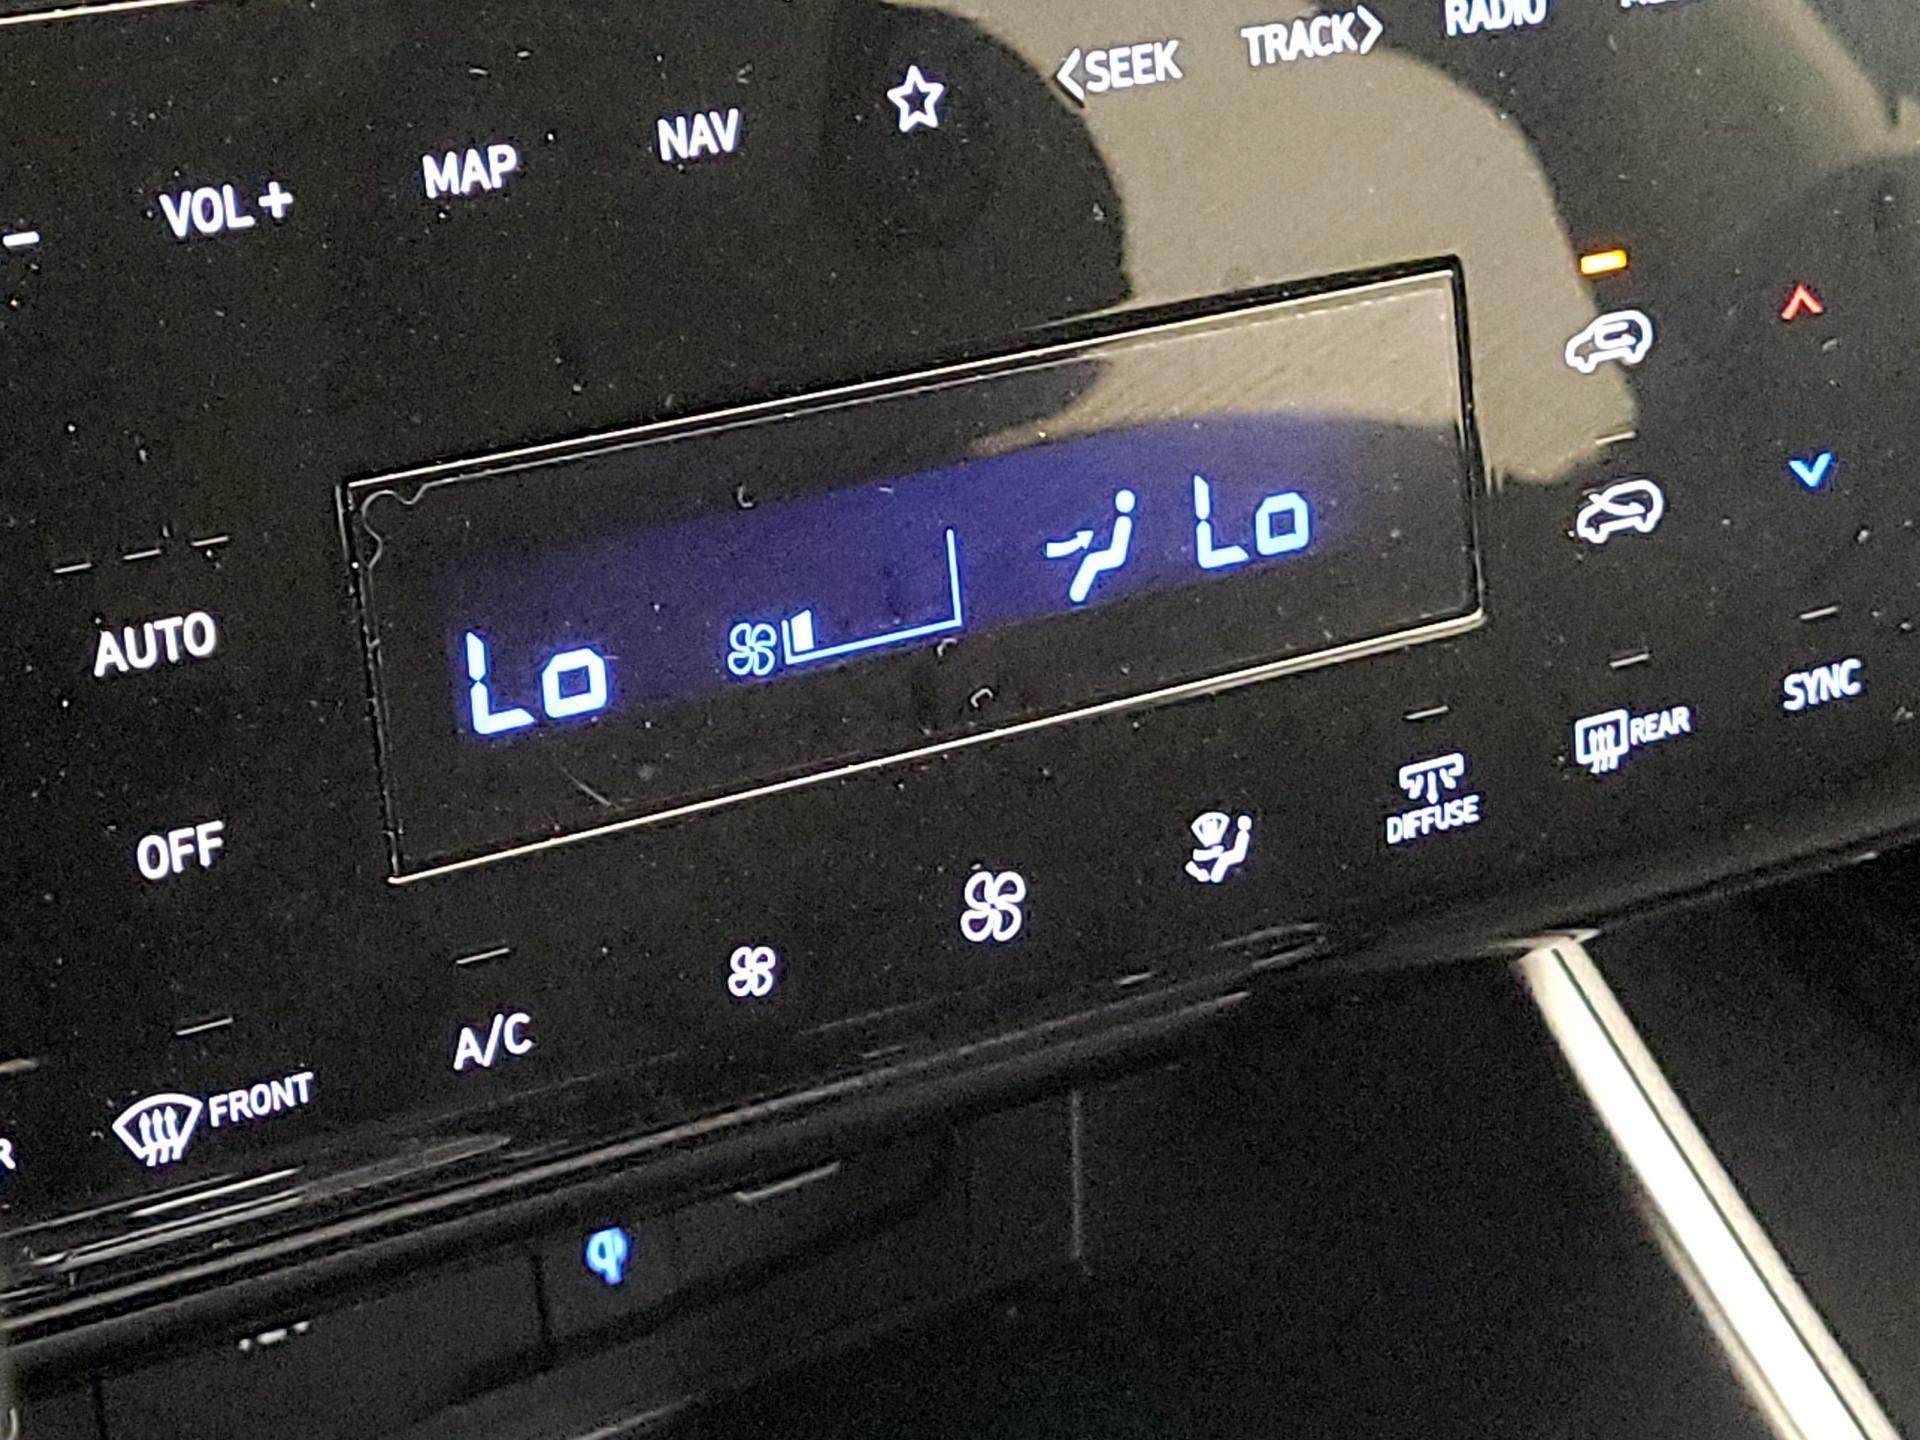 VOL +
MAP
NAV
<SEEK
TRACK>
RADIO
AUTO
Lo
Lo
OFF
SYNC
REAR
DIFFUSE
A/C
FRONT